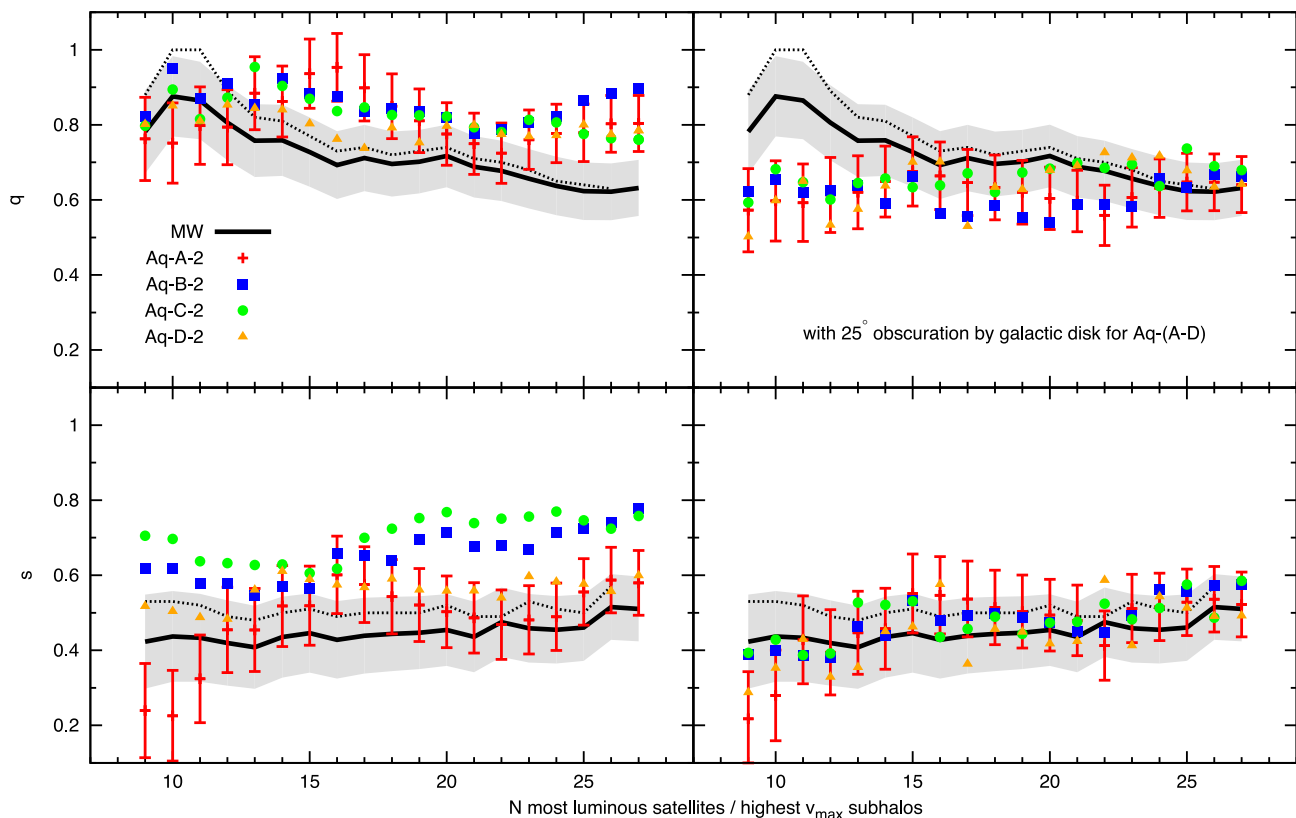 1
0.8
q
0.6
0.4
0.2
MW
Aq-A-2
Aq-B-2
Aq-C-2
Aq-D-2
with 25° obscuration by galactic disk for Aq-(A-D)
1
0.8
s
0.6
0.4
0.2
10 15 20 25 10 15 20 25
N most luminous satellites / highest vmax subhalos